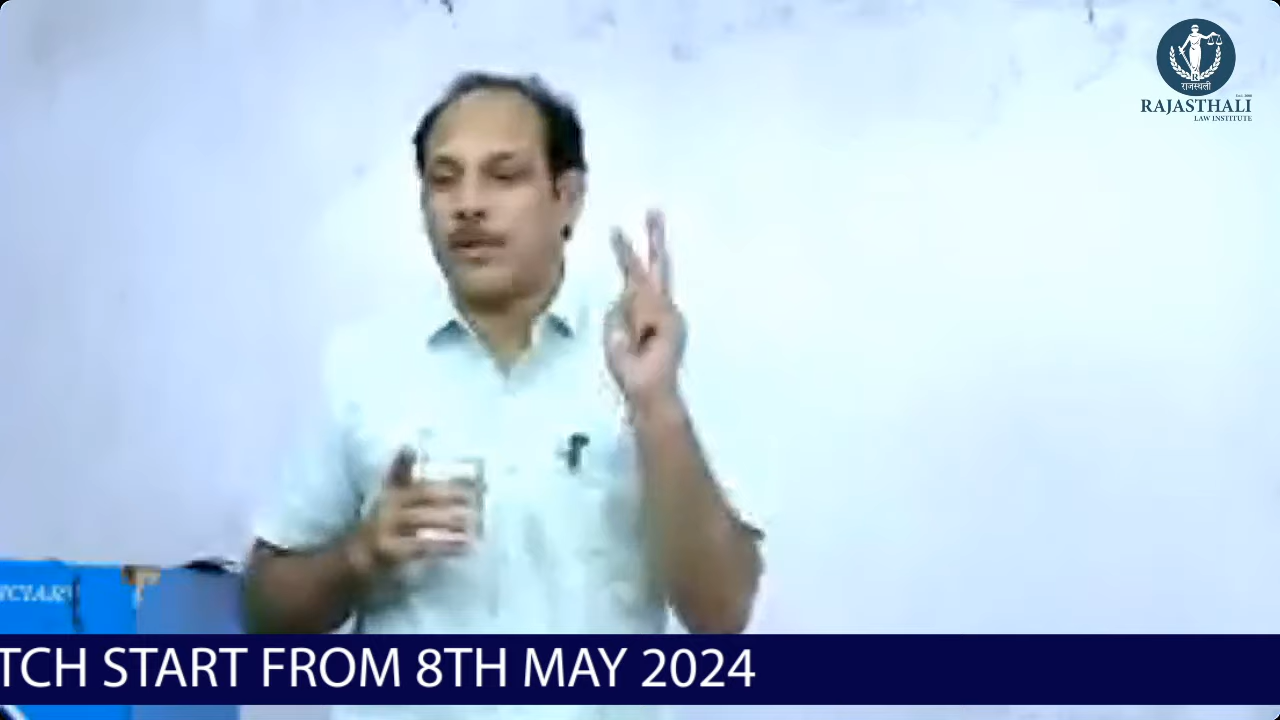 राजस्थली
RAJASTHALI
LAW INSTITUTE
TCH START FROM 8TH MAY 2024